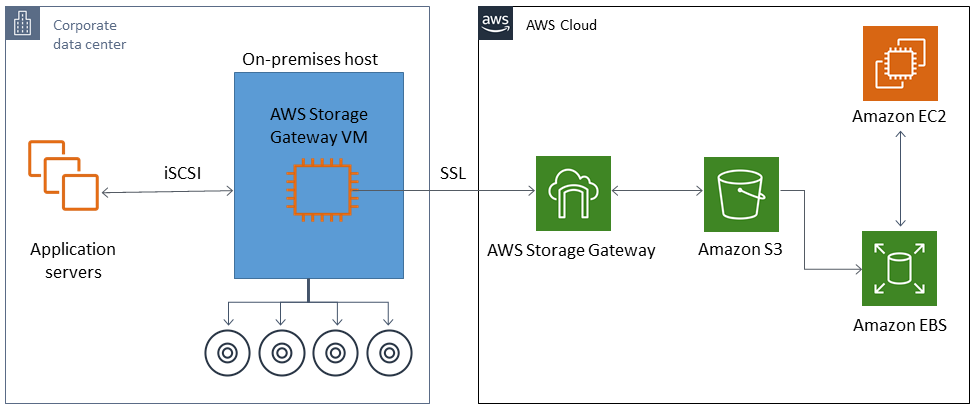 Corporate
data center
On-premises host
AWS Storage
Gateway VM
iSCSI
Application
servers
SSL
aws
AWS Cloud
Amazon EC2
AWS Storage Gateway
Amazon S3
Amazon EBS